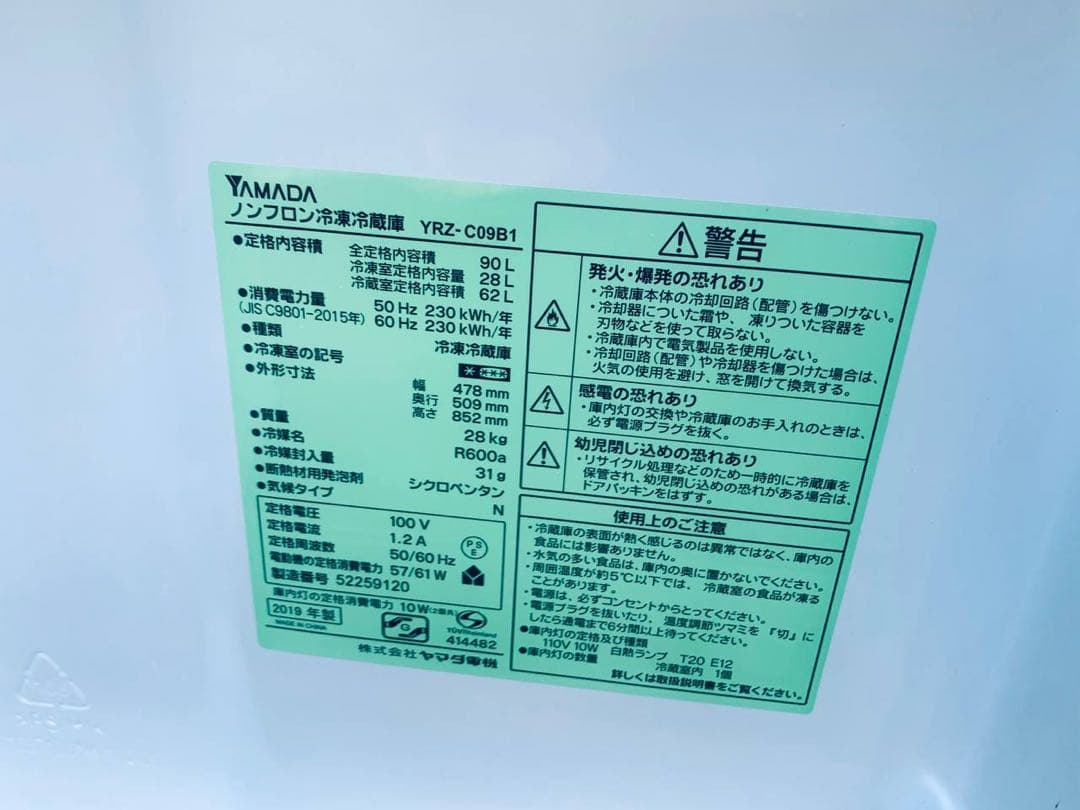 YAMADA
ノンフロン冷凍冷蔵庫 YRZ-C09B1
●定格内容積 全定格内容積 90 L
冷凍室定格内容量 28 L
冷蔵室定格内容積 62 L
●消費電力量 50 Hz 230 kWh/年
(JIS C9801-2015年) 60 Hz 230 kWh/年
●種類 冷凍冷蔵庫
●冷凍室の記号
●外形寸法 幅 478 mm
奥行 509 mm
高さ 852 mm
●質量 28 kg
●冷媒名 R600a
●冷媒封入量 31 g
●断熱材用発泡剤 シクロペンタン
●気候タイプ N
定格電圧 100 V
定格電流 1.2 A
定格周波数 50/60 Hz
電動機の定格消費電力 57/61 W
製造番号 52259120
PS
E
庫内灯の定格消費電力 10W
2019 年製
MADE IN CHINA
G
TÜVRheinland
414482
株式会社ヤマダ電機
警告
発火・爆発の恐れあり
・冷蔵庫本体の冷却回路(配管)を傷つけない。
・冷却器についた霜や、凍りついた容器を
刃物などを使って取らない。
・冷蔵庫内で電気製品を使用しない。
・冷却回路(配管)や冷却器を傷つけた場合は、
火気の使用を避け、窓を開けて換気する。
感電の恐れあり
・庫内灯の交換や冷蔵庫のお手入れのときは、
必ず電源プラグを抜く。
幼児閉じ込めの恐れあり
・リサイクル処理などのため一時的に冷蔵庫を
保管され、幼児閉じ込めの恐れがある場合は、
ドアパッキンをはずす。
使用上のご注意
・冷蔵庫の表面が熱く感じるのは異常ではなく、庫内の
食品には影響ありません。
・水気の多い食品は、庫内の奥に置かないでください。
・周囲温度が約5℃以下では、冷蔵室の食品が凍る
ことがあります。
・電源は、必ずコンセントからとってください。
・電源プラグを抜いたり、温度調節ツマミを『切』に
したら通電まで6分間以上待ってください。
●庫内灯の定格及び種類
110V 10W 白熱ランプ T20 E12
●庫内灯の数量 冷蔵室内 1個
詳しくは取扱説明書をご覧ください。